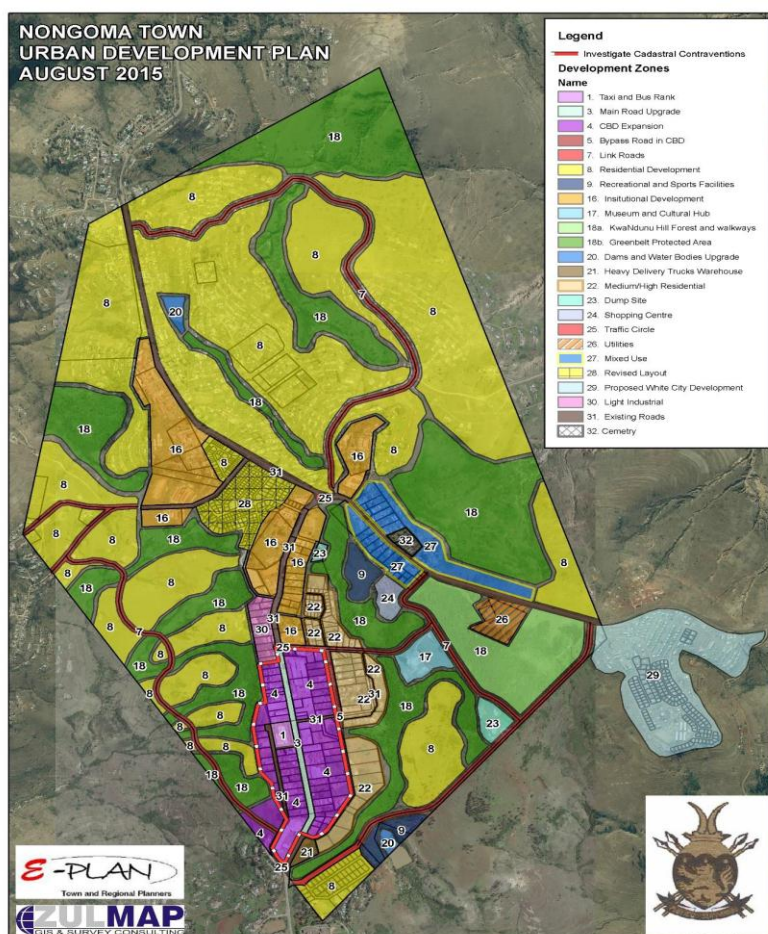 NONGOMA TOWN
URBAN DEVELOPMENT PLAN
AUGUST 2015
Legend
Investigate Cadastral Contraventions
Development Zones
Name
1. Taxi and Bus Rank
3. Main Road Upgrade
4. CBD Expansion
5. Bypass Road in CBD
7. Link Roads
8. Residential Development
9. Recreational and Sports Facilities
16. Insitutional Development
17. Museum and Cultural Hub
18a. KwaNdunu Hill Forest and walkways
18b. Greenbelt Protected Area
20. Dams and Water Bodies Upgrade
21. Heavy Delivery Trucks Warehouse
22. Medium/High Residential
23. Dump Site
24. Shopping Centre
25. Traffic Circle
26. Utilities
27. Mixed Use
28. Revised Layout
29. Proposed White City Development
30. Light Industrial
31. Existing Roads
32. Cemetry
18
8
8
8
7
8
20
18
8
18
18
16
8
16
8
31
25
28
18
16
18
32
27
27
8
8
8
16
31
16
23
9
24
8
18
18
8
18
22
26
8
7
8
31
30
16
22
18
18
7
17
29
18
8
25
8
4
4
22
31
22
18
23
8
8
31
5
1
3
8
8
18
18
4
22
31
4
4
9
20
21
25
8
E-PLAN
Town and Regional Planners
ZULMAP
GIS & SURVEY CONSULTING